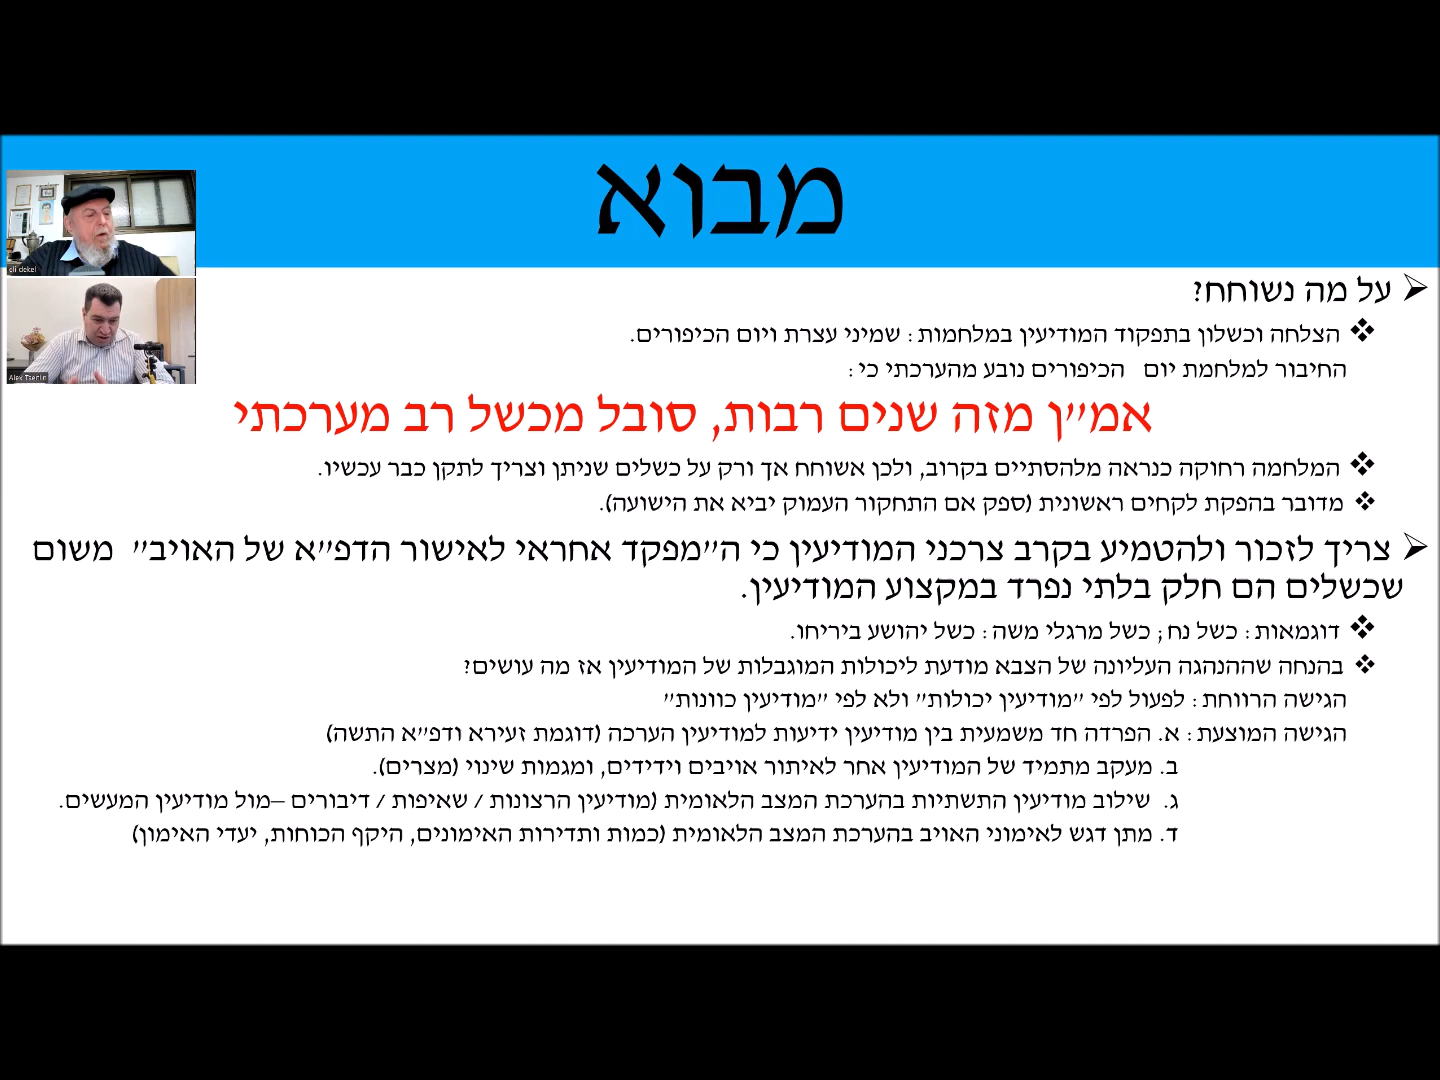 מבוא
eli dekel
Alex Tsenin
על מה נשוחח?
הצלחה וכשלון בתפקוד המודיעין במלחמות: שמיני עצרת ויום הכיפורים.
החיבור למלחמת יום הכיפורים נובע מהערכתי כי:
אמ״ן מזה שנים רבות, סובל מכשל רב מערכתי
המלחמה רחוקה כנראה מלהסתיים בקרוב, ולכן אשוחח אך ורק על כשלים שניתן וצריך לתקן כבר עכשיו.
מדובר בהפקת לקחים ראשונית (ספק אם התחקור העמוק יביא את הישועה).
צריך לזכור ולהטמיע בקרב צרכני המודיעין כי ה״מפקד אחראי לאישור הדפ״א של האויב״ משום
שכשלים הם חלק בלתי נפרד במקצוע המודיעין.
דוגמאות: כשל נח; כשל מרגלי משה: כשל יהושע ביריחו.
בהנחה שההנהגה העליונה של הצבא מודעת ליכולות המוגבלות של המודיעין אז מה עושים?
הגישה הרווחת: לפעול לפי ״מודיעין יכולות״ ולא לפי ״מודיעין כוונות״
הגישה המוצעת: א. הפרדה חד משמעית בין מודיעין ידיעות למודיעין הערכה (דוגמת זעירא ודפ״א התשה)
ב. מעקב מתמיד של המודיעין אחר לאיתור אויבים וידידים, ומגמות שינוי (מצרים).
ג. שילוב מודיעין התשתיות בהערכת המצב הלאומית (מודיעין הרצונות / שאיפות / דיבורים –מול מודיעין המעשים.
ד. מתן דגש לאימוני האויב בהערכת המצב הלאומית (כמות ותדירות האימונים, היקף הכוחות, יעדי האימון)